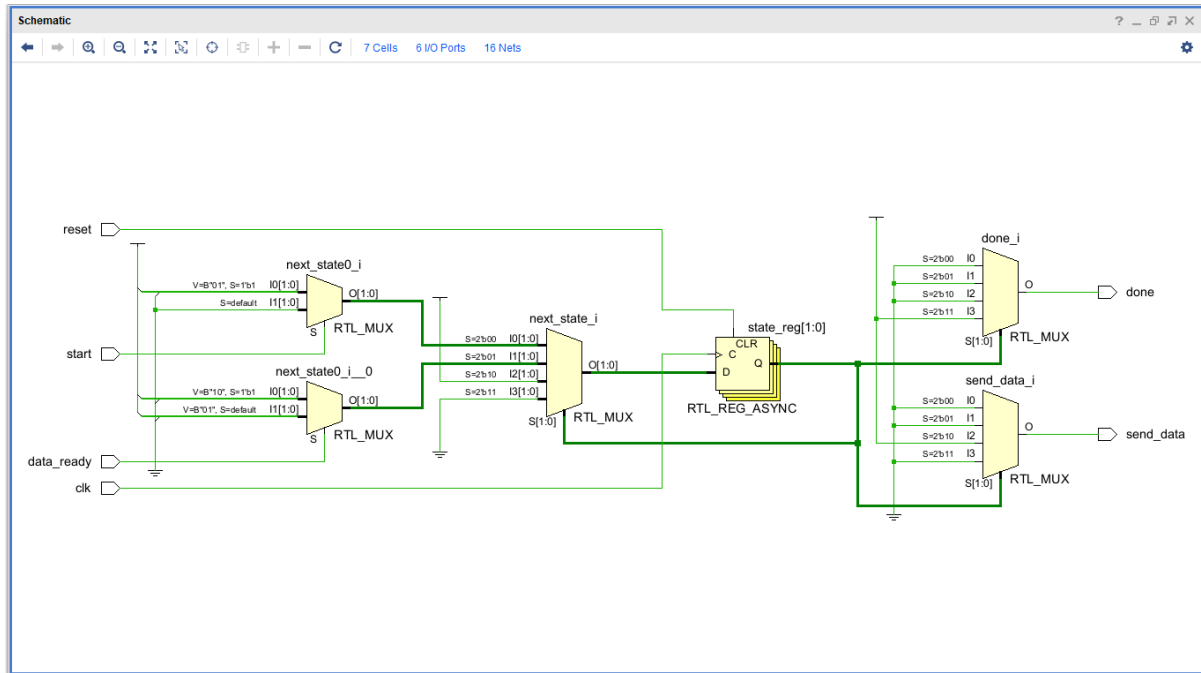 Schematic
7 Cells 6 I/O Ports 16 Nets
reset
start
data_ready
clk
next_state0_i
V=B"01", S=1'b1 I0[1:0]
S=default I1[1:0]
O[1:0]
S
RTL_MUX
next_state0_i__0
V=B"10", S=1'b1 I0[1:0]
V=B"01", S=default I1[1:0]
O[1:0]
S
RTL_MUX
next_state_i
S=2'b00 I0[1:0]
S=2'b01 I1[1:0]
S=2'b10 I2[1:0]
S=2'b11 I3[1:0]
O[1:0]
S[1:0]
RTL_MUX
state_reg[1:0]
CLR
C
Q
D
RTL_REG_ASYNC
done_i
S=2'b00 I0
S=2'b01 I1
S=2'b10 I2
S=2'b11 I3
O
S[1:0]
RTL_MUX
done
send_data_i
S=2'b00 I0
S=2'b01 I1
S=2'b10 I2
S=2'b11 I3
O
S[1:0]
RTL_MUX
send_data